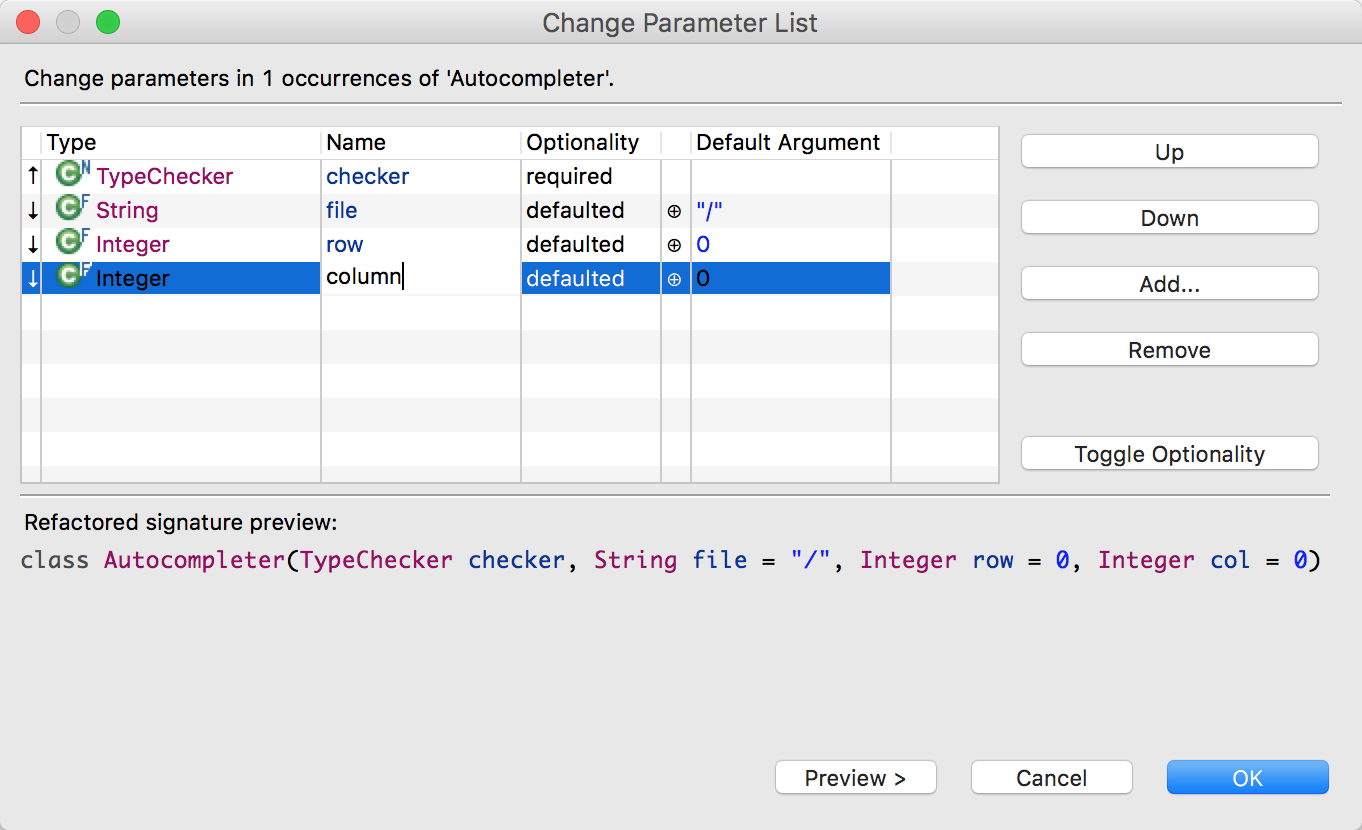 Change Parameter List
Change parameters in 1 occurrences of 'Autocompleter'.
Type Name Optionality Default Argument
↑ C N TypeChecker checker required
↓ C F String file defaulted ⊕ "/"
↓ C F Integer row defaulted ⊕ 0
↓ C F Integer column defaulted ⊕ 0
Up
Down
Add...
Remove
Toggle Optionality
Refactored signature preview:
class Autocompleter(TypeChecker checker, String file = "/", Integer row = 0, Integer col = 0)
Preview > Cancel OK